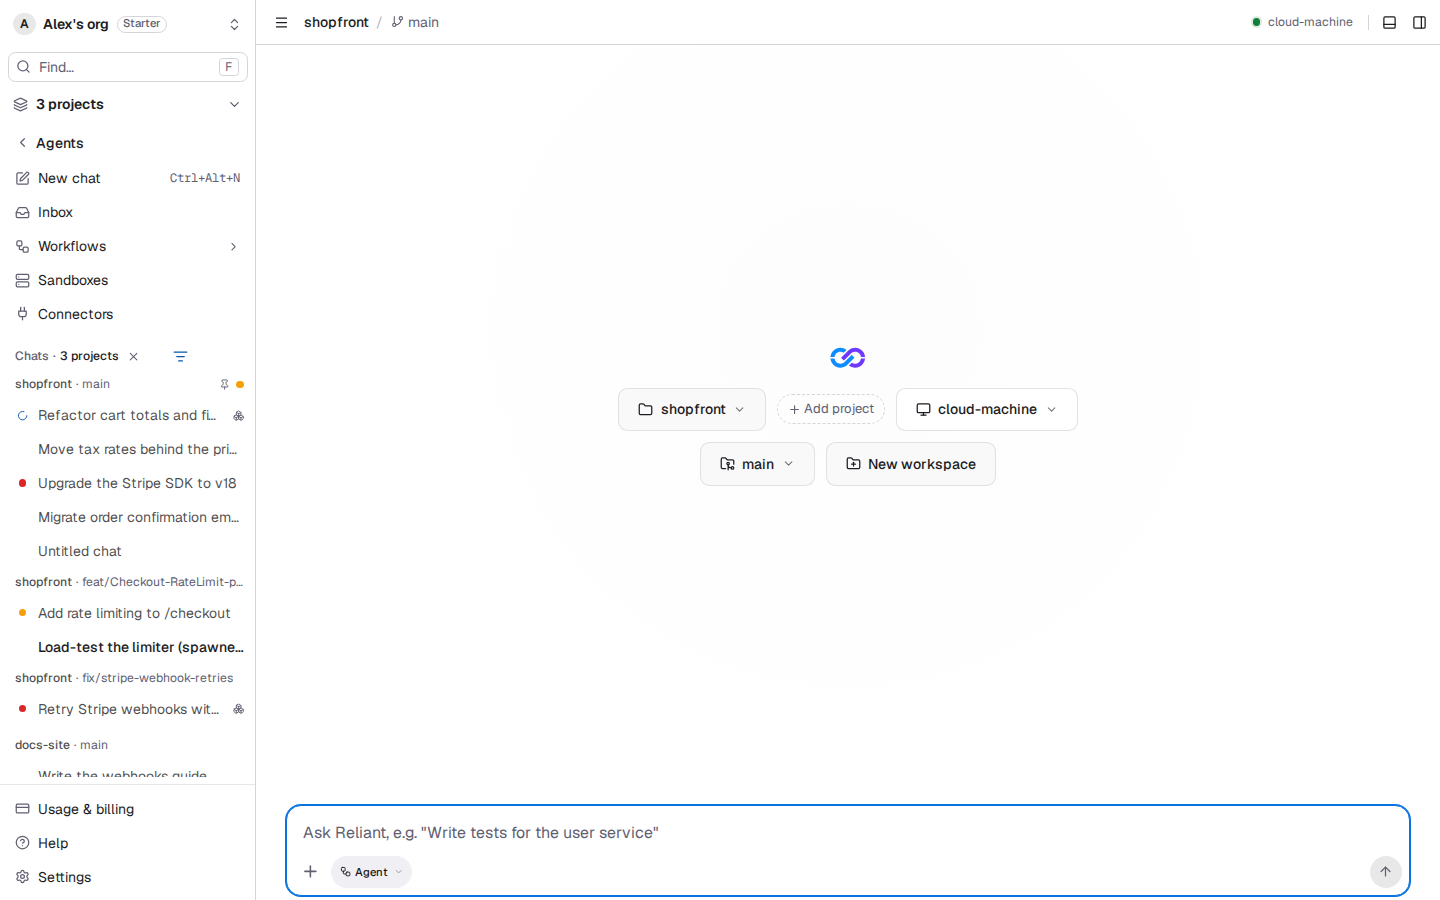 A Alex's org Starter
Find... F
3 projects
Agents
New chat Ctrl+Alt+N
Inbox
Workflows
Sandboxes
Connectors
Chats · 3 projects
shopfront · main
Refactor cart totals and fi...
Move tax rates behind the pri...
Upgrade the Stripe SDK to v18
Migrate order confirmation em...
Untitled chat
shopfront · feat/Checkout-RateLimit-p...
Add rate limiting to /checkout
Load-test the limiter (spawne...
shopfront · fix/stripe-webhook-retries
Retry Stripe webhooks wit...
docs-site · main
Write the webhooks guide
Usage & billing
Help
Settings
shopfront / main
cloud-machine
shopfront
Add project
cloud-machine
main
New workspace
Ask Reliant, e.g. "Write tests for the user service"
Agent